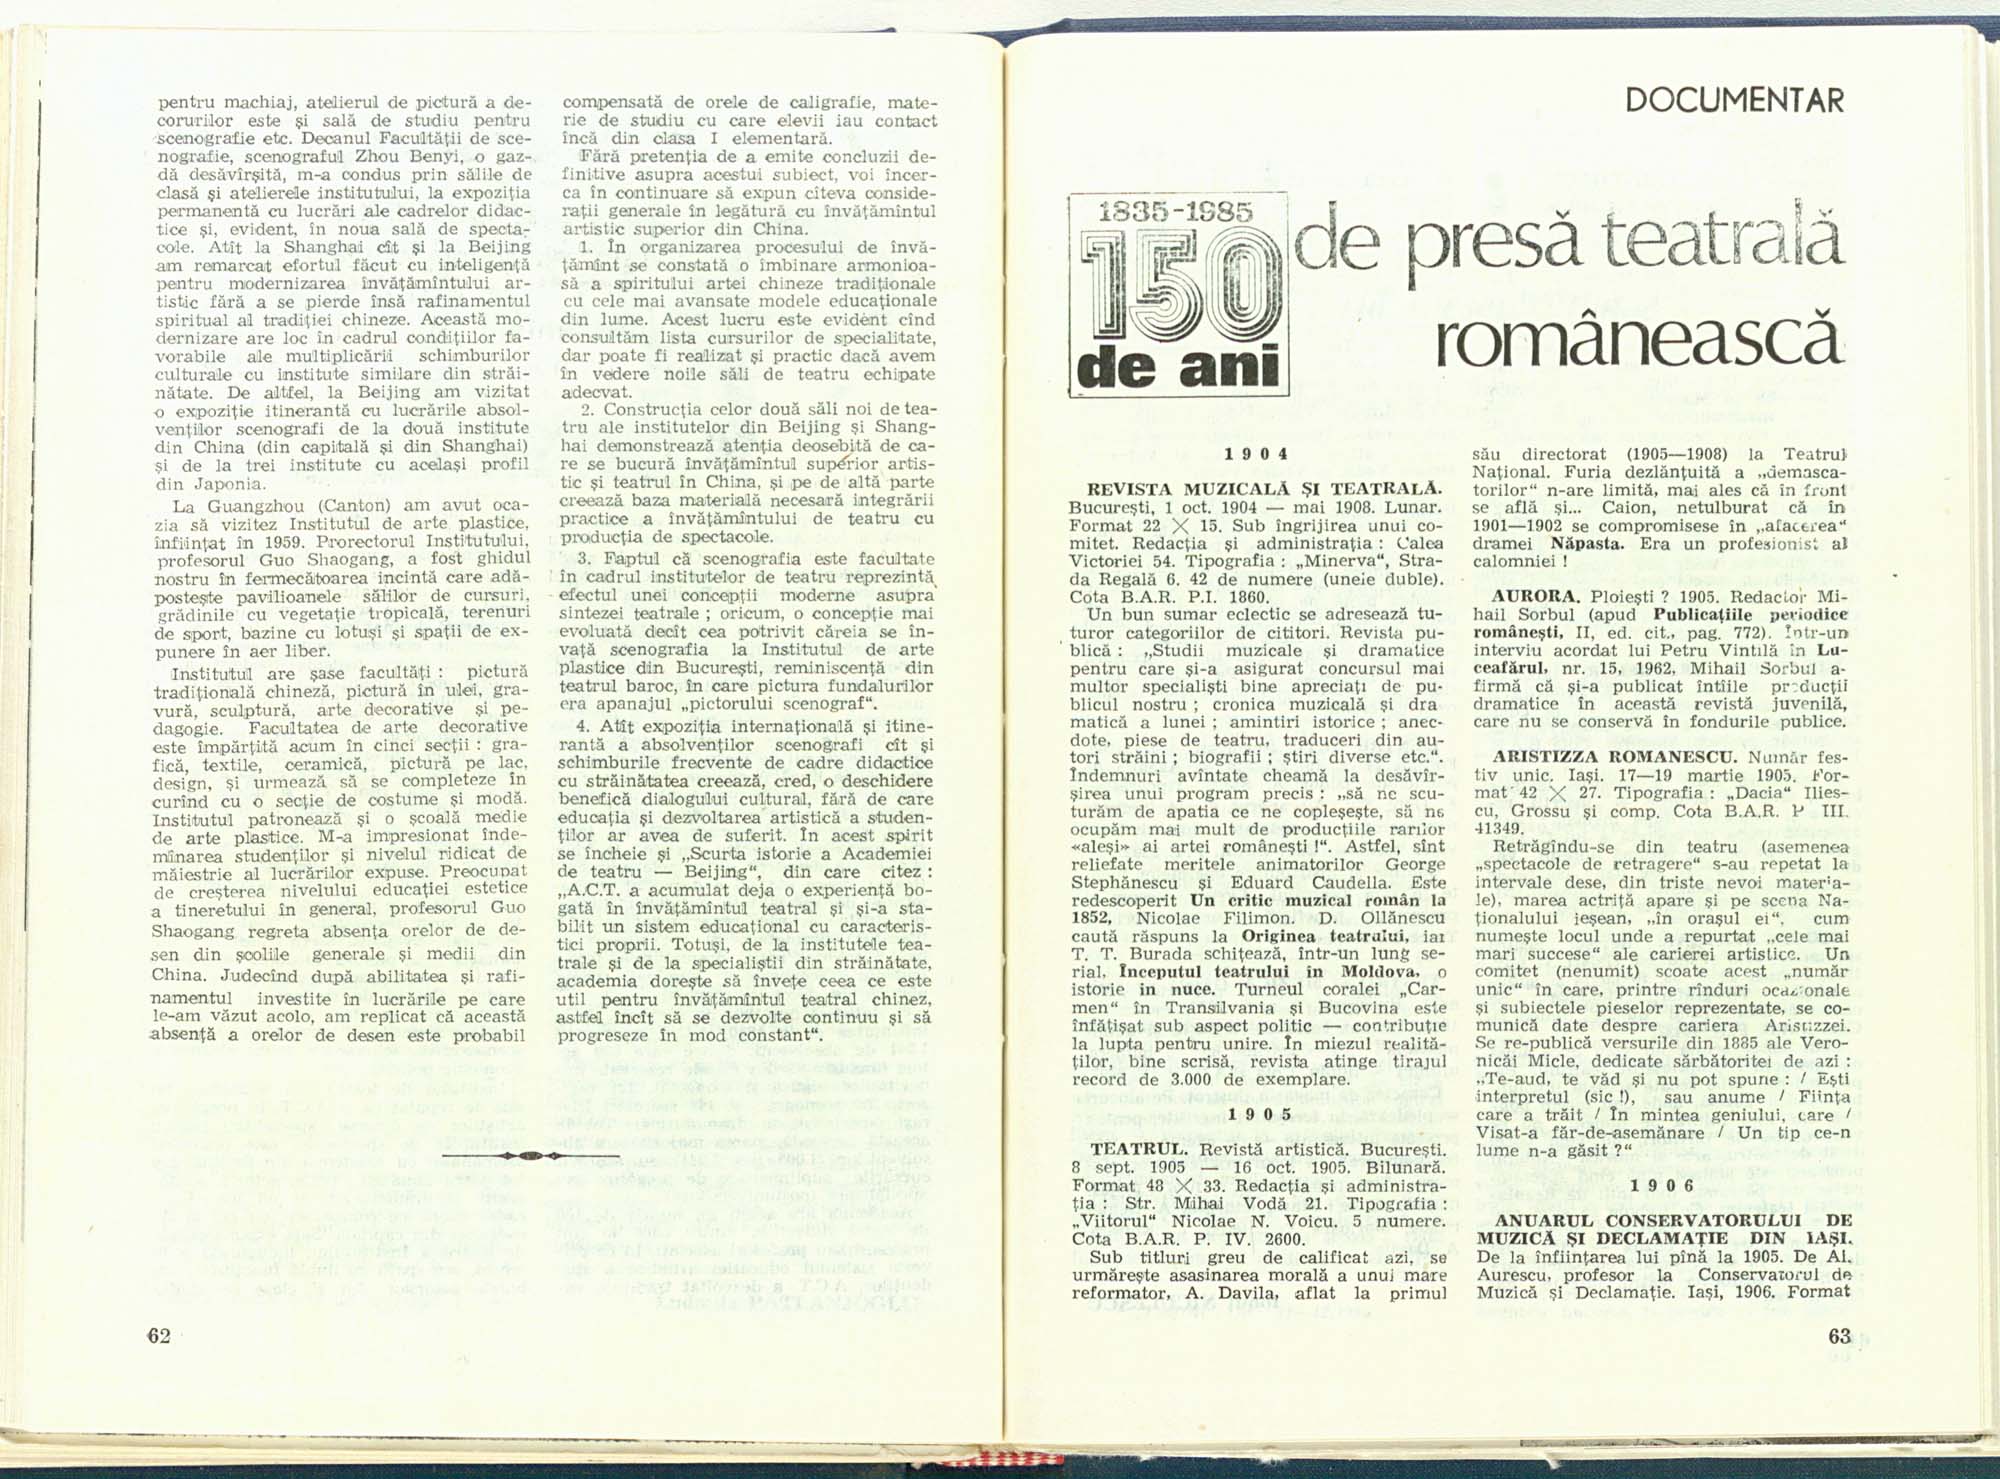 pentru machiaj, atelierul de pictură a de-
corurilor este și sală de studiu pentru
scenografie etc. Decanul Facultății de sce-
nografie, scenograful Zhou Benyi, o gaz-
dă desăvîrșită, m-a condus prin sălile de
clasă și atelierele institutului, la expoziția
permanentă cu lucrări ale cadrelor didac-
tice și, evident, în noua sală de specta-
cole. Atît la Shanghai cît și la Beijing
am remarcat efortul făcut cu inteligență
pentru modernizarea învățămîntului ar-
tistic fără a se pierde însă rafinamentul
spiritual al tradiției chineze. Această mo-
dernizare are loc în cadrul condițiilor fa-
vorabile ale multiplicării schimburilor
culturale cu institute similare din străi-
nătate. De altfel, la Beijing am vizitat
o expoziție itinerantă cu lucrările absol-
venților scenografi de la două institute
din China (din capitală și din Shanghai)
și de la trei institute cu același profil
din Japonia.
La Guangzhou (Canton) am avut oca-
zia să vizitez Institutul de arte plastice,
înființat în 1959. Prorectorul Institutului,
profesorul Guo Shaogang, a fost ghidul
nostru în fermecătoarea incintă care adă-
postește pavilioanele sălilor de cursuri,
grădinile cu vegetație tropicală, terenuri
de sport, bazine cu lotuși și spații de ex-
punere în aer liber.
Institutul are șase facultăți : pictură
tradițională chineză, pictură în ulei, gra-
vură, sculptură, arte decorative și pe-
dagogie. Facultatea de arte decorative
este împărțită acum în cinci secții : gra-
fică, textile, ceramică, pictură pe lac,
design, și urmează să se completeze în
curînd cu o secție de costume și modă.
Institutul patronează și o școală medie
de arte plastice. M-a impresionat înde-
mînarea studenților și nivelul ridicat de
măiestrie al lucrărilor expuse. Preocupat
de creșterea nivelului educației estetice
a tineretului în general, profesorul Guo
Shaogang regreta absența orelor de de-
sen din școlile generale și medii din
China. Judecînd după abilitatea și rafi-
namentul investite în lucrările pe care
le-am văzut acolo, am replicat că această
absență a orelor de desen este probabil
compensată de orele de caligrafie, mate-
rie de studiu cu care elevii iau contact
încă din clasa I elementară.
Fără pretenția de a emite concluzii de-
finitive asupra acestui subiect, voi încer-
ca în continuare să expun cîteva conside-
rații generale în legătură cu învățămîntul
artistic superior din China.
1. În organizarea procesului de învă-
țămînt se constată o îmbinare armonioa-
să a spiritului artei chineze tradiționale
cu cele mai avansate modele educaționale
din lume. Acest lucru este evident cînd
consultăm lista cursurilor de specialitate,
dar poate fi realizat și practic dacă avem
în vedere noile săli de teatru echipate
adecvat.
2. Construcția celor două săli noi de tea-
tru ale institutelor din Beijing și Shang-
hai demonstrează atenția deosebită de ca-
re se bucură învățămîntul superior artis-
tic și teatrul în China, și pe de altă parte
creează baza materială necesară integrării
practice a învățămîntului de teatru cu
producția de spectacole.
3. Faptul că scenografia este facultate
în cadrul institutelor de teatru reprezintă
efectul unei concepții moderne asupra
sintezei teatrale ; oricum, o concepție mai
evoluată decît cea potrivit căreia se în-
vață scenografia la Institutul de arte
plastice din București, reminiscență din
teatrul baroc, în care pictura fundalurilor
era apanajul „pictorului scenograf“.
4. Atît expoziția internațională și itine-
rantă a absolvenților scenografi cît și
schimburile frecvente de cadre didactice
cu străinătatea creează, cred, o deschidere
benefică dialogului cultural, fără de care
educația și dezvoltarea artistică a studen-
ților ar avea de suferit. În acest spirit
se încheie și „Scurta istorie a Academiei
de teatru — Beijing“, din care citez :
„A.C.T. a acumulat deja o experiență bo-
gată în învățămîntul teatral și și-a sta-
bilit un sistem educațional cu caracteris-
tici proprii. Totuși, de la institutele tea-
trale și de la specialiștii din străinătate,
academia dorește să învețe ceea ce este
util pentru învățămîntul teatral chinez,
astfel încît să se dezvolte continuu și să
progreseze în mod constant“.
62
DOCUMENTAR
1835-1985
150
de ani
de presă teatrală
românească
1904
REVISTA MUZICALĂ ȘI TEATRALĂ.
București, 1 oct. 1904 — mai 1908. Lunar.
Format 22 × 15. Sub îngrijirea unui co-
mitet. Redacția și administrația : Calea
Victoriei 54. Tipografia : „Minerva“, Stra-
da Regală 6. 42 de numere (uneie duble).
Cota B.A.R. P.I. 1860.
Un bun sumar eclectic se adresează tu-
turor categoriilor de cititori. Revista pu-
blică : „Studii muzicale și dramatice
pentru care și-a asigurat concursul mai
multor specialiști bine apreciați de pu-
blicul nostru ; cronica muzicală și dra
matică a lunei ; amintiri istorice ; anec-
dote, piese de teatru, traduceri din au-
tori străini ; biografii ; știri diverse etc.“.
Îndemnuri avîntate cheamă la desăvîr-
șirea unui program precis : „să ne scu-
turăm de apatia ce ne copleșește, să ne
ocupăm mai mult de producțiile rarilor
«aleși» ai artei românești !“. Astfel, sînt
reliefate meritele animatorilor George
Stephănescu și Eduard Caudella. Este
redescoperit Un critic muzical român la
1852, Nicolae Filimon. D. Ollănescu
caută răspuns la Originea teatrului, iar
T. T. Burada schițează, într-un lung se-
rial, Începutul teatrului în Moldova, o
istorie in nuce. Turneul coralei „Car-
men“ în Transilvania și Bucovina este
înfățișat sub aspect politic — contribuție
la lupta pentru unire. În miezul realită-
ților, bine scrisă, revista atinge tirajul
record de 3.000 de exemplare.
1905
TEATRUL. Revistă artistică. București.
8 sept. 1905 — 16 oct. 1905. Bilunară.
Format 48 × 33. Redacția și administra-
ția : Str. Mihai Vodă 21. Tipografia :
„Viitorul“ Nicolae N. Voicu. 5 numere.
Cota B.A.R. P. IV. 2600.
Sub titluri greu de calificat azi, se
urmărește asasinarea morală a unui mare
reformator, A. Davila, aflat la primul
său directorat (1905—1908) la Teatrul
Național. Furia dezlănțuită a „demasca-
torilor“ n-are limită, mai ales că în front
se află și... Caion, netulburat că în
1901—1902 se compromisese în „afacerea“
dramei Năpasta. Era un profesionist al
calomniei !
AURORA. Ploiești ? 1905. Redactor Mi-
hail Sorbul (apud Publicațiile periodice
românești, II, ed. cit., pag. 772). Într-un
interviu acordat lui Petru Vintilă în Lu-
ceafărul, nr. 15, 1962, Mihail Sorbul a-
firmă că și-a publicat întîile producții
dramatice în această revistă juvenilă,
care nu se conservă în fondurile publice.
ARISTIZZA ROMANESCU. Număr fes-
tiv unic. Iași. 17—19 martie 1905. For-
mat 42 × 27. Tipografia : „Dacia“ Ilies-
cu, Grossu și comp. Cota B.A.R. P III.
41349.
Retrăgîndu-se din teatru (asemenea
„spectacole de retragere“ s-au repetat la
intervale dese, din triste nevoi materia-
le), marea actriță apare și pe scena Na-
ționalului ieșean, „în orașul ei“, cum
numește locul unde a repurtat „cele mai
mari succese“ ale carierei artistice. Un
comitet (nenumit) scoate acest „număr
unic“ în care, printre rînduri ocazionale
și subiectele pieselor reprezentate, se co-
munică date despre cariera Aristizzei.
Se re-publică versurile din 1885 ale Vero-
nicăi Micle, dedicate sărbătoritei de azi :
„Te-aud, te văd și nu pot spune : / Ești
interpretul (sic !), sau anume / Ființa
care a trăit / În mintea geniului, care /
Visat-a făr-de-asemănare / Un tip ce-n
lume n-a găsit ?“
1906
ANUARUL CONSERVATORULUI DE
MUZICĂ ȘI DECLAMAȚIE DIN IAȘI.
De la înființarea lui pînă la 1905. De Al.
Aurescu, profesor la Conservatorul de
Muzică și Declamație. Iași, 1906. Format
63